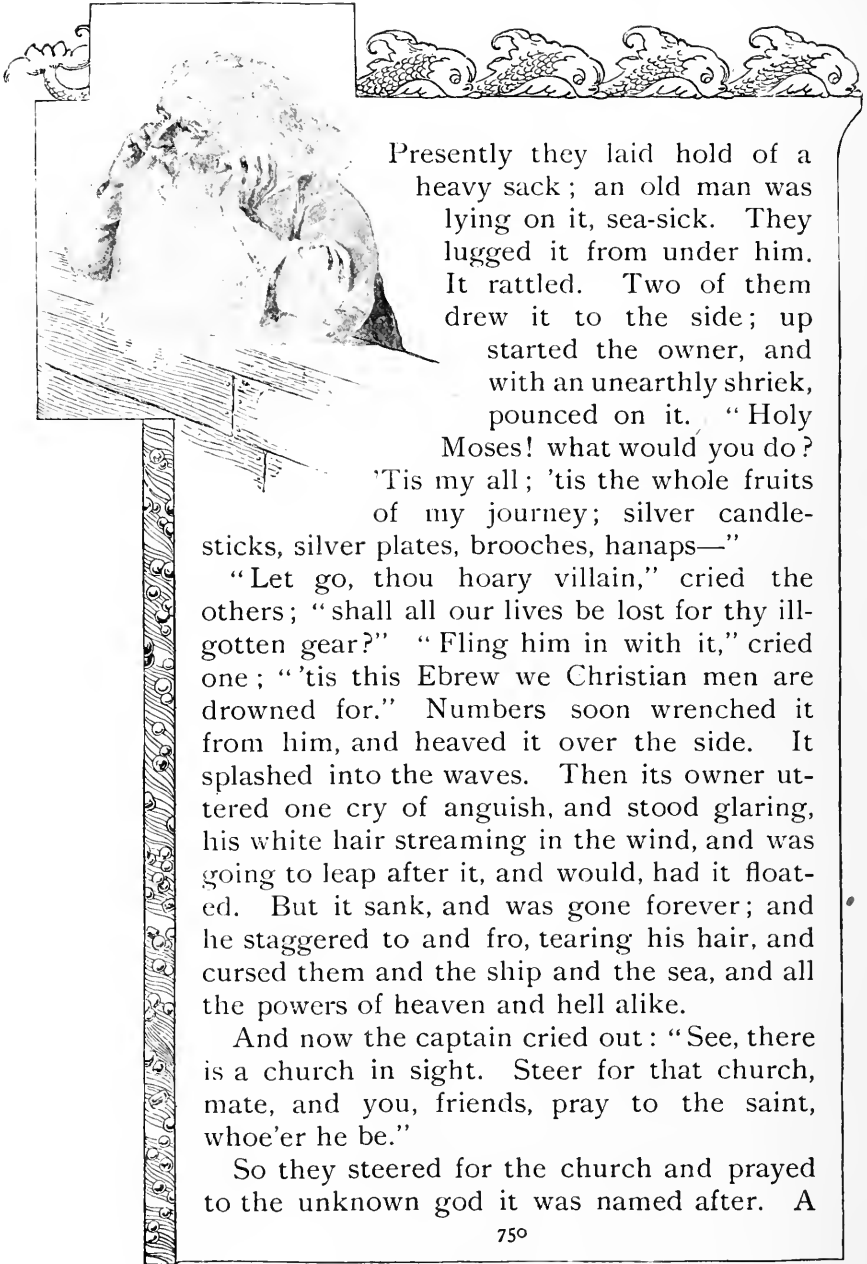 Presently they laid hold of a
heavy sack; an old man was
lying on it, sea-sick. They
lugged it from under him.
It rattled. Two of them
drew it to the side; up
started the owner, and
with an unearthly shriek,
pounced on it. “Holy
Moses! what would you do?
’Tis my all; ’tis the whole fruits
of my journey; silver candle-
sticks, silver plates, brooches, hanaps—”
“Let go, thou hoary villain,” cried the
others; “shall all our lives be lost for thy ill-
gotten gear?” “Fling him in with it,” cried
one; “’tis this Ebrew we Christian men are
drowned for.” Numbers soon wrenched it
from him, and heaved it over the side. It
splashed into the waves. Then its owner ut-
tered one cry of anguish, and stood glaring,
his white hair streaming in the wind, and was
going to leap after it, and would, had it float-
ed. But it sank, and was gone forever; and
he staggered to and fro, tearing his hair, and
cursed them and the ship and the sea, and all
the powers of heaven and hell alike.
And now the captain cried out: “See, there
is a church in sight. Steer for that church,
mate, and you, friends, pray to the saint,
whoe’er he be.”
So they steered for the church and prayed
to the unknown god it was named after. A
750